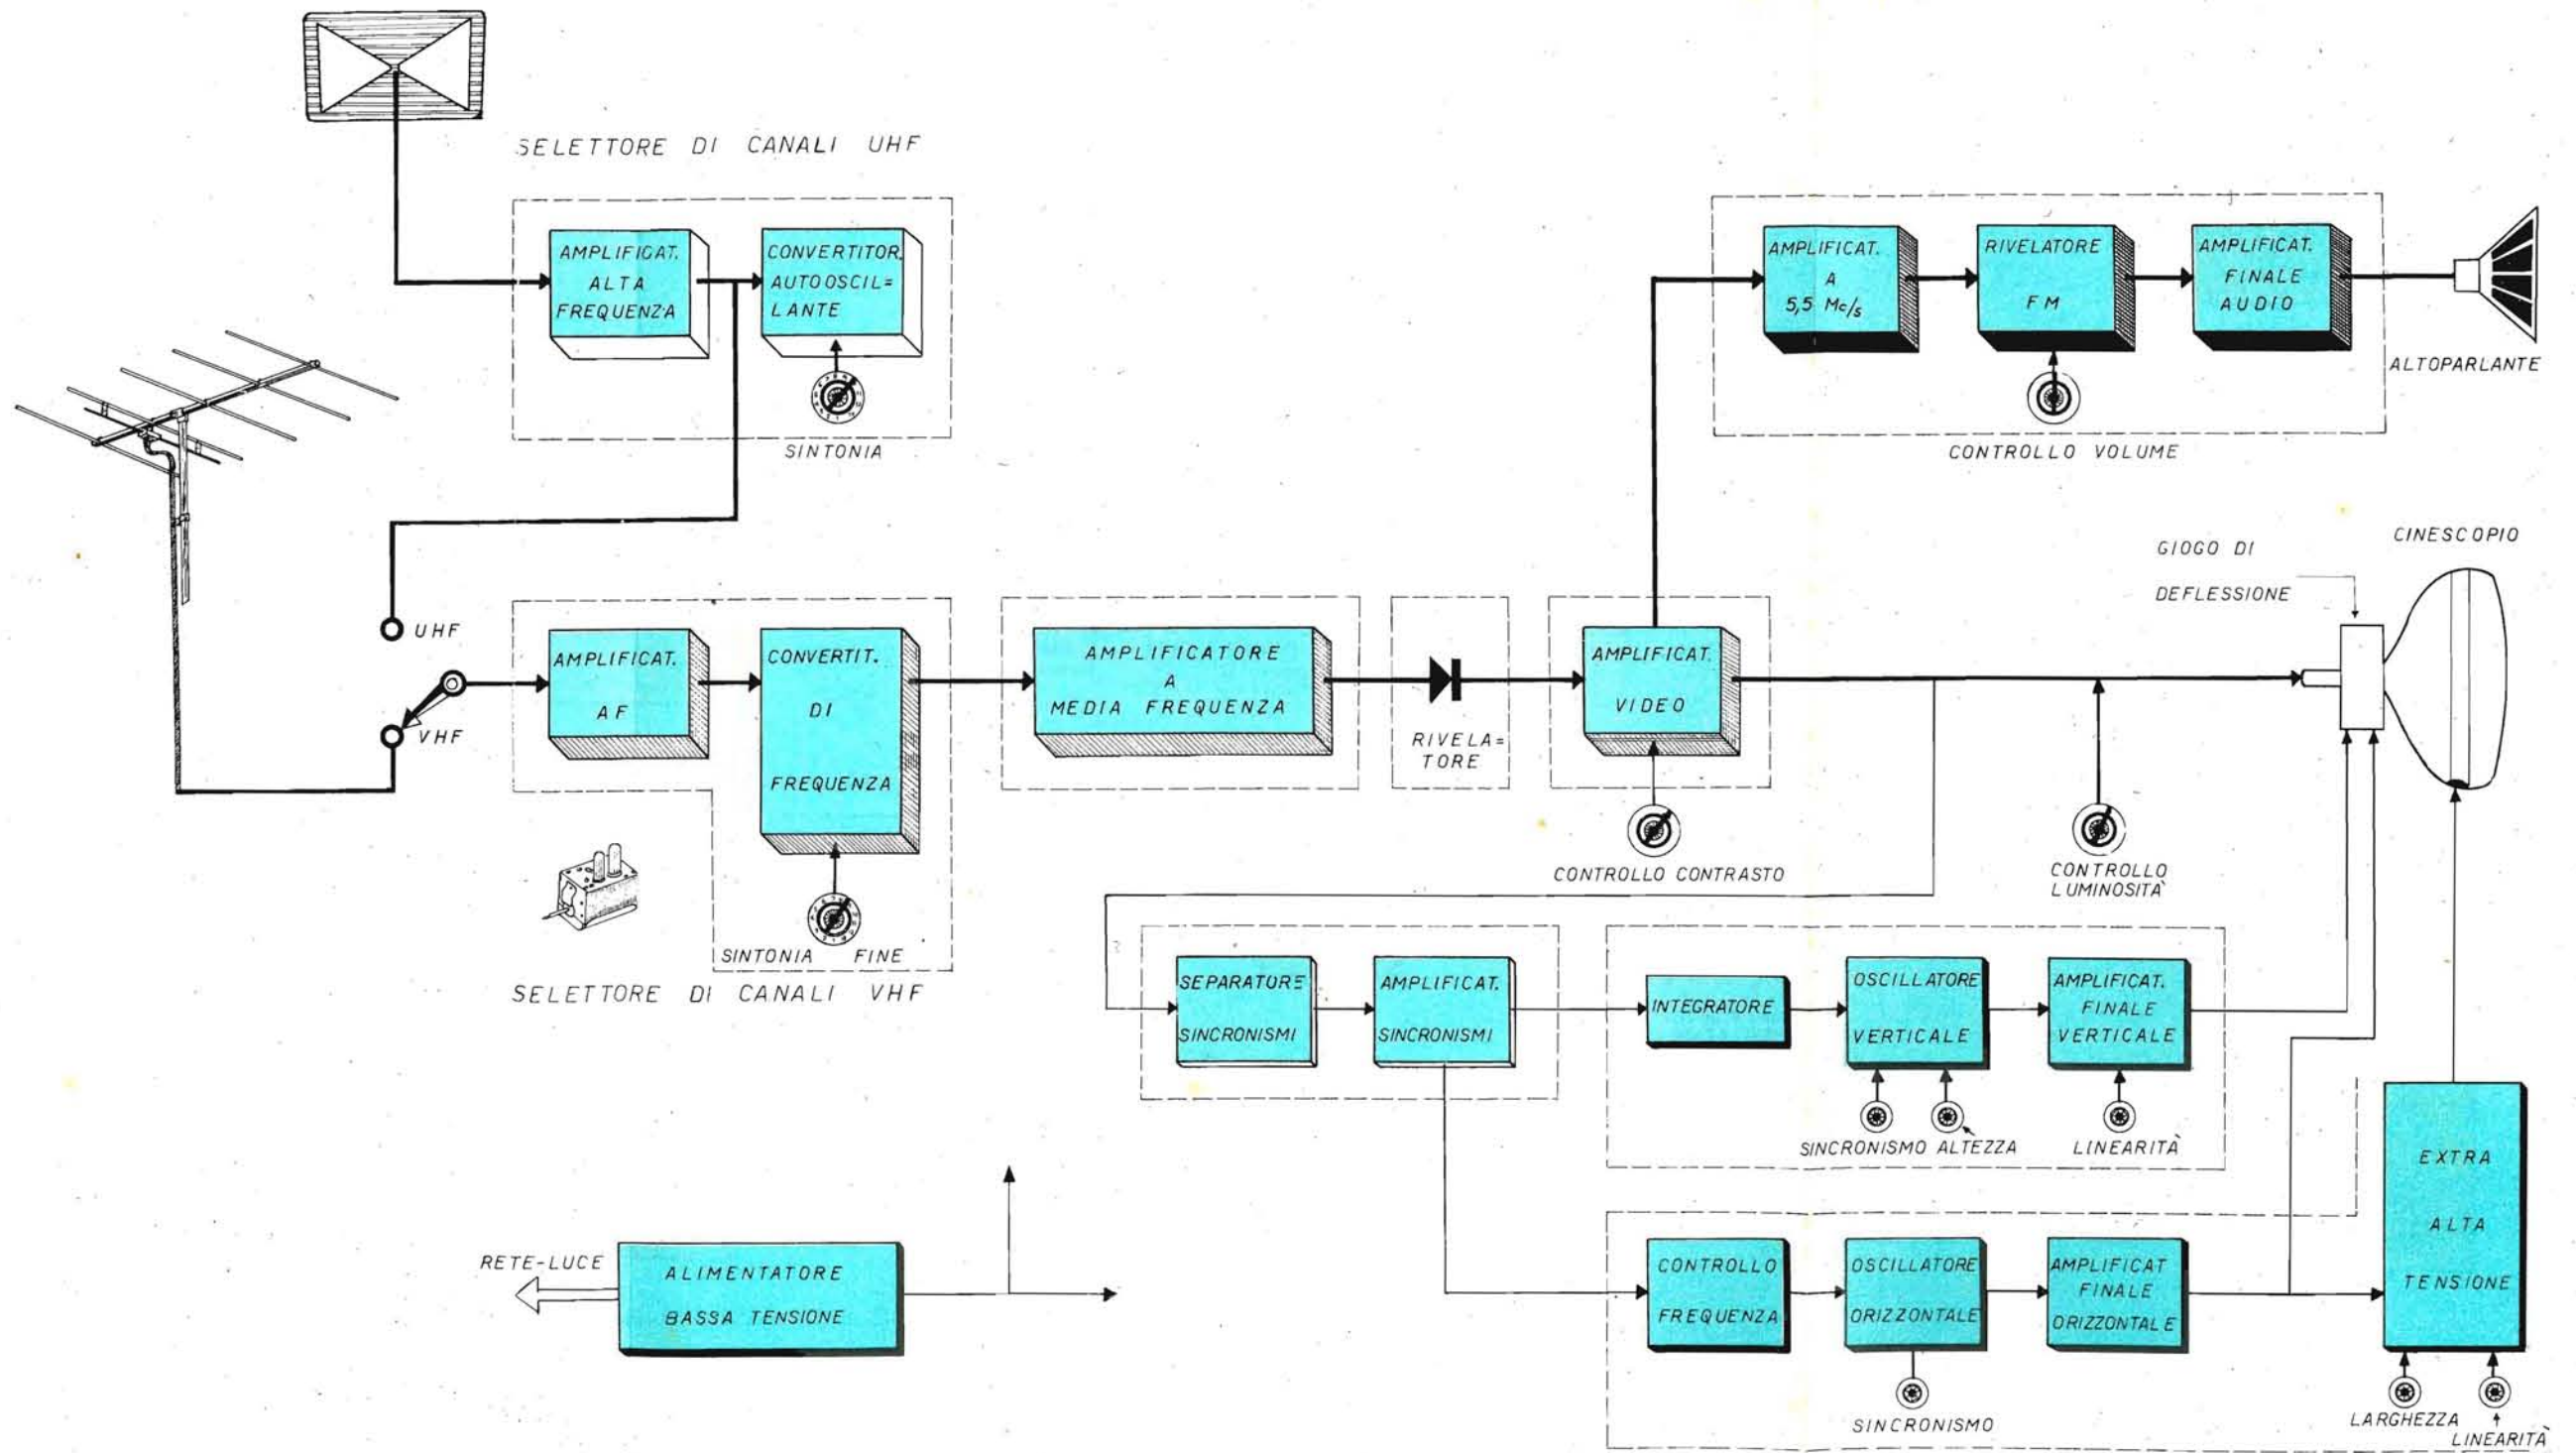 SELETTORE DI CANALI UHF
AMPLIFICAT.
ALTA
FREQUENZA
CONVERTITOR.
AUTOOSCIL=
LANTE
SINTONIA
AMPLIFICAT.
A
5,5 Mc/s
RIVELATORE
FM
AMPLIFICAT.
FINALE
AUDIO
ALTOPARLANTE
CONTROLLO VOLUME
UHF
VHF
AMPLIFICAT.
AF
CONVERTIT.
DI
FREQUENZA
SINTONIA FINE
SELETTORE DI CANALI VHF
AMPLIFICATORE
A
MEDIA FREQUENZA
RIVELA=
TORE
AMPLIFICAT.
VIDEO
CONTROLLO CONTRASTO
CONTROLLO
LUMINOSITÀ
GIOGO DI
DEFLESSIONE
CINESCOPIO
SEPARATORE
SINCRONISMI
AMPLIFICAT.
SINCRONISMI
INTEGRATORE
OSCILLATORE
VERTICALE
AMPLIFICAT.
FINALE
VERTICALE
SINCRONISMO ALTEZZA
LINEARITÀ
RETE-LUCE
ALIMENTATORE
BASSA TENSIONE
CONTROLLO
FREQUENZA
OSCILLATORE
ORIZZONTALE
AMPLIFICAT
FINALE
ORIZZONTALE
SINCRONISMO
EXTRA
ALTA
TENSIONE
LARGHEZZA
LINEARITÀ